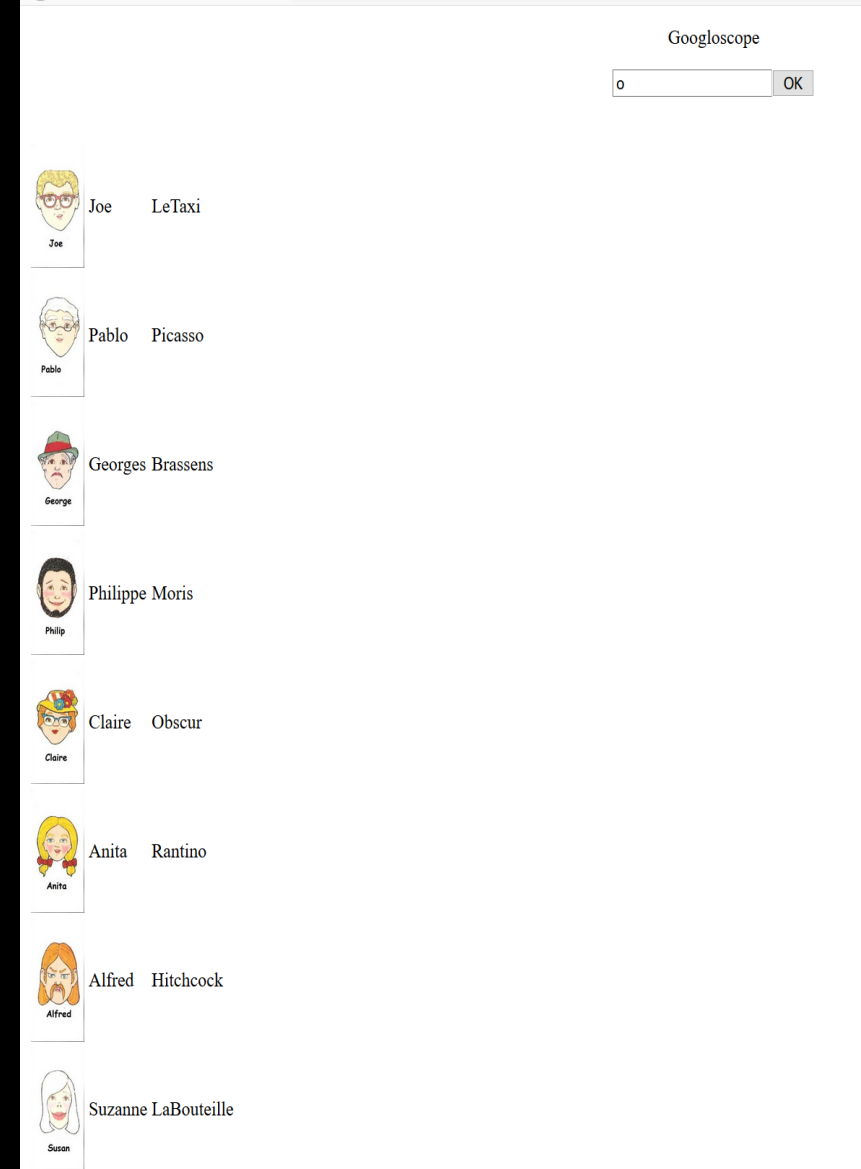 Googloscope
o OK
Joe LeTaxi
Joe
Pablo Picasso
Pablo
Georges Brassens
George
Philippe Moris
Philip
Claire Obscur
Claire
Anita Rantino
Anita
Alfred Hitchcock
Alfred
Suzanne LaBouteille
Susan